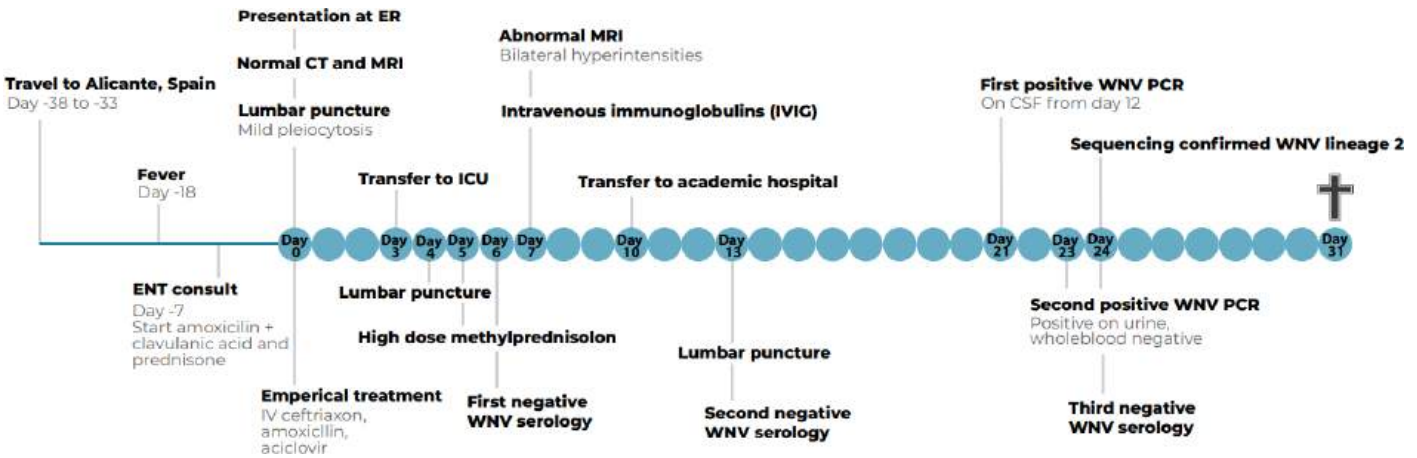 Presentation at ER
Normal CT and MRI
Lumbar puncture
Mild pleiocytosis
Abnormal MRI
Bilateral hyperintensities
Intravenous immunoglobulins (IVIG)
Travel to Alicante, Spain
Day -38 to -33
Fever
Day -18
Transfer to ICU
Transfer to academic hospital
First positive WNV PCR
On CSF from day 12
Sequencing confirmed WNV lineage 2
Day
0
Day
3
Day
4
Day
5
Day
6
Day
7
Day
10
Day
13
Day
21
Day
23
Day
24
Day
31
ENT consult
Day -7
Start amoxicilin +
clavulanic acid and
prednisone
Emperical treatment
IV ceftriaxon,
amoxicllin,
aciclovir
Lumbar puncture
High dose methylprednisolon
First negative
WNV serology
Lumbar puncture
Second negative
WNV serology
Second positive WNV PCR
Positive on urine,
wholeblood negative
Third negative
WNV serology